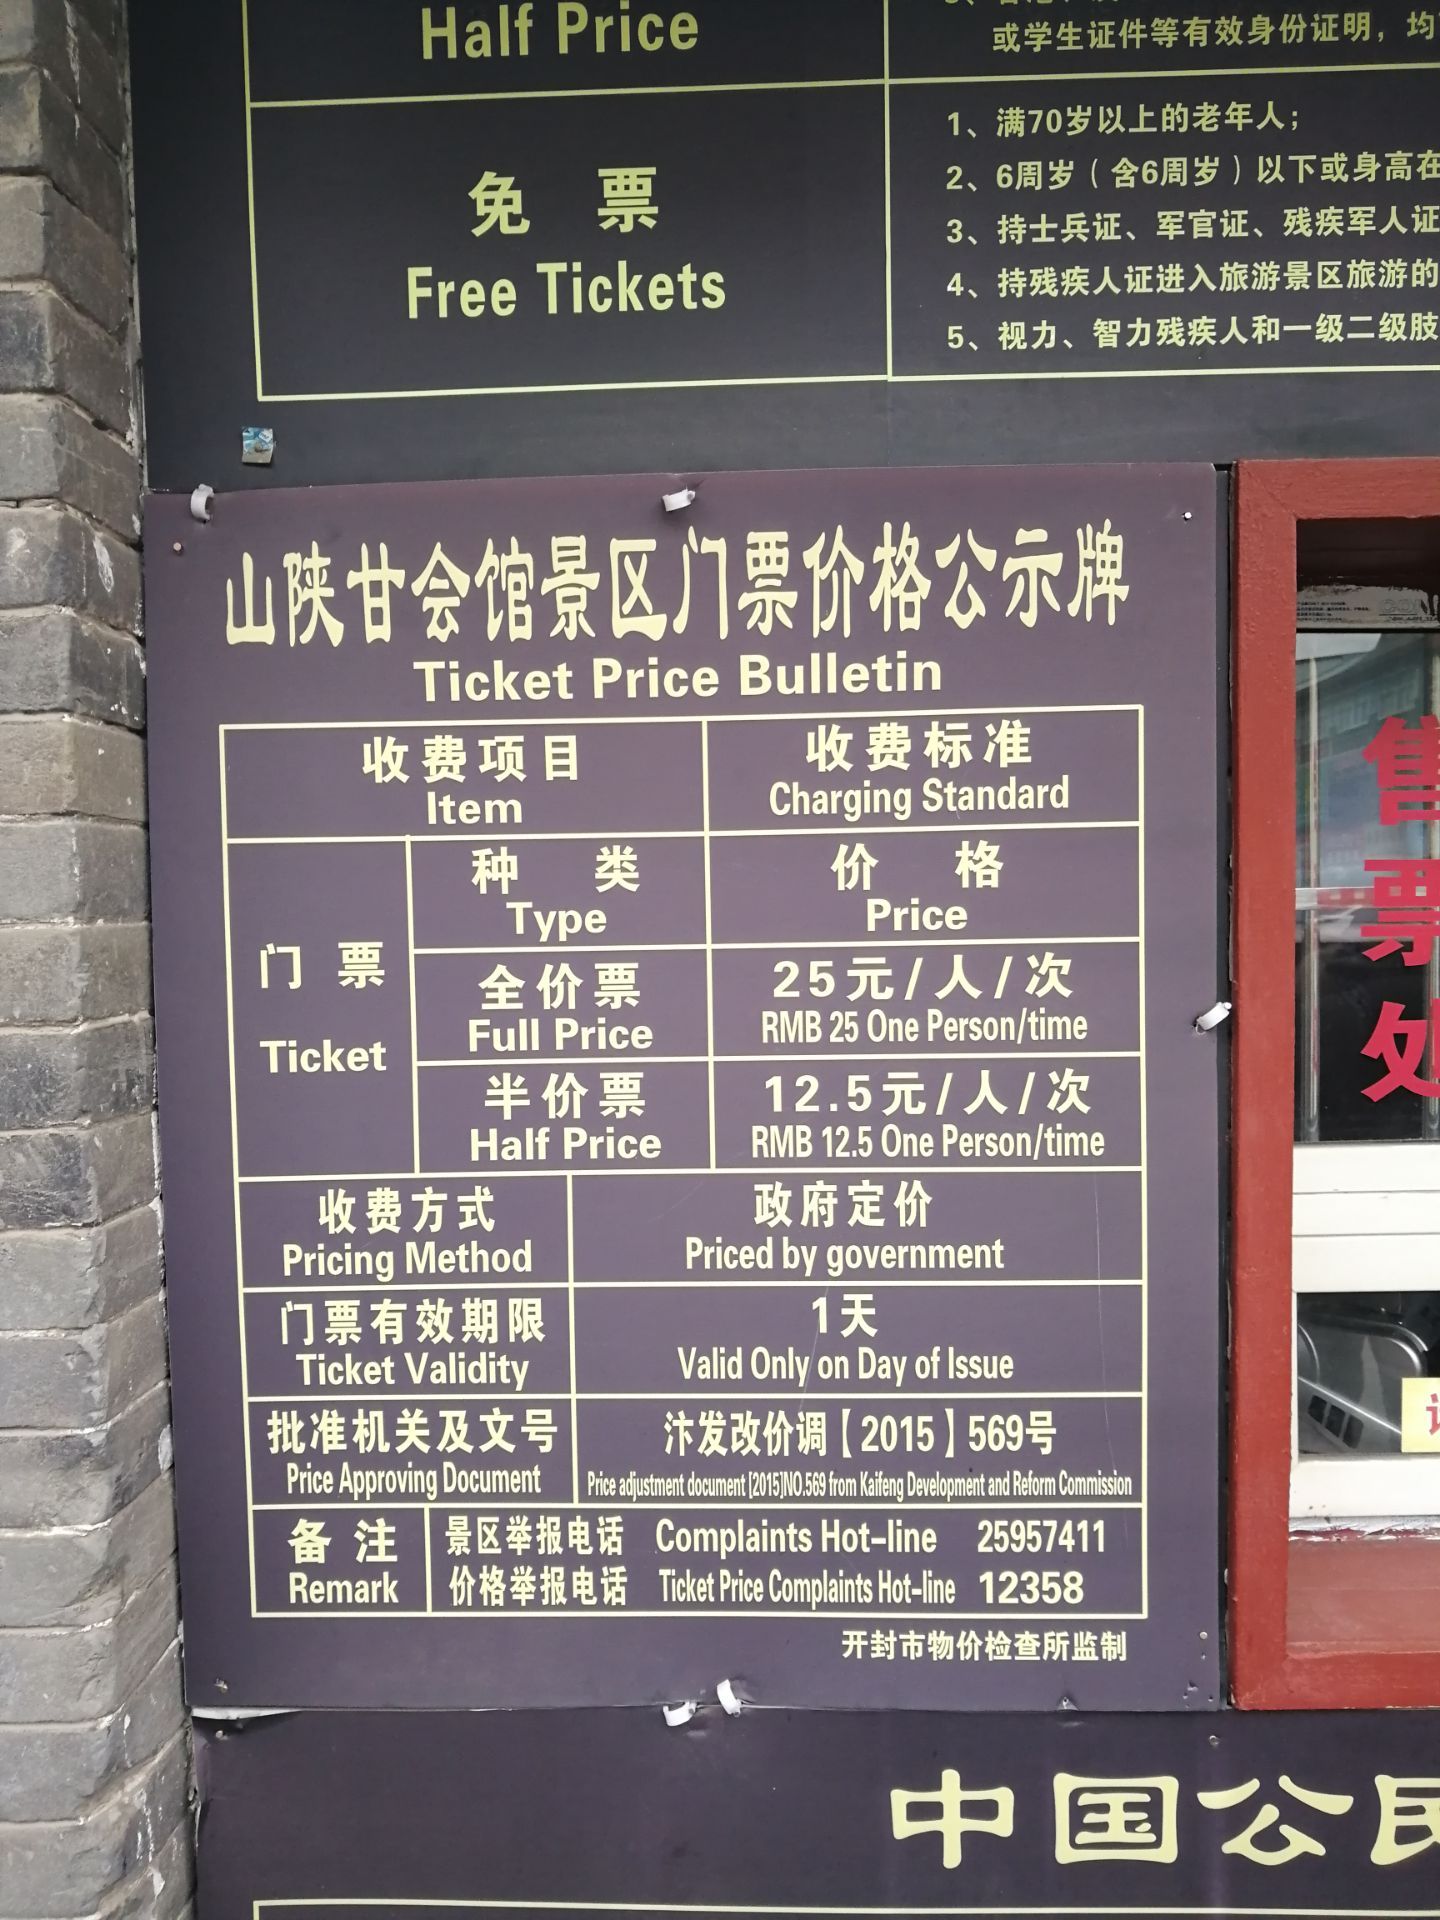 Half Price
或学生证件等有效身份证明，均
免 票
Free Tickets
1、满70岁以上的老年人；
2、6周岁（含6周岁）以下或身高在
3、持士兵证、军官证、残疾军人证
4、持残疾人证进入旅游景区旅游的
5、视力、智力残疾人和一级二级肢
山陕甘会馆景区门票价格公示牌
Ticket Price Bulletin
收费项目
Item
收费标准
Charging Standard
门 票
Ticket
种 类
Type
价 格
Price
全价票
Full Price
25元/人/次
RMB 25 One Person/time
半价票
Half Price
12.5元/人/次
RMB 12.5 One Person/time
收费方式
Pricing Method
政府定价
Priced by government
门票有效期限
Ticket Validity
1天
Valid Only on Day of Issue
批准机关及文号
Price Approving Document
汴发改价调【2015】569号
Price adjustment document [2015]NO.569 from Kaifeng Development and Reform Commission
备 注
Remark
景区举报电话 Complaints Hot-line 25957411
价格举报电话 Ticket Price Complaints Hot-line 12358
开封市物价检查所监制
售票处
中国公民